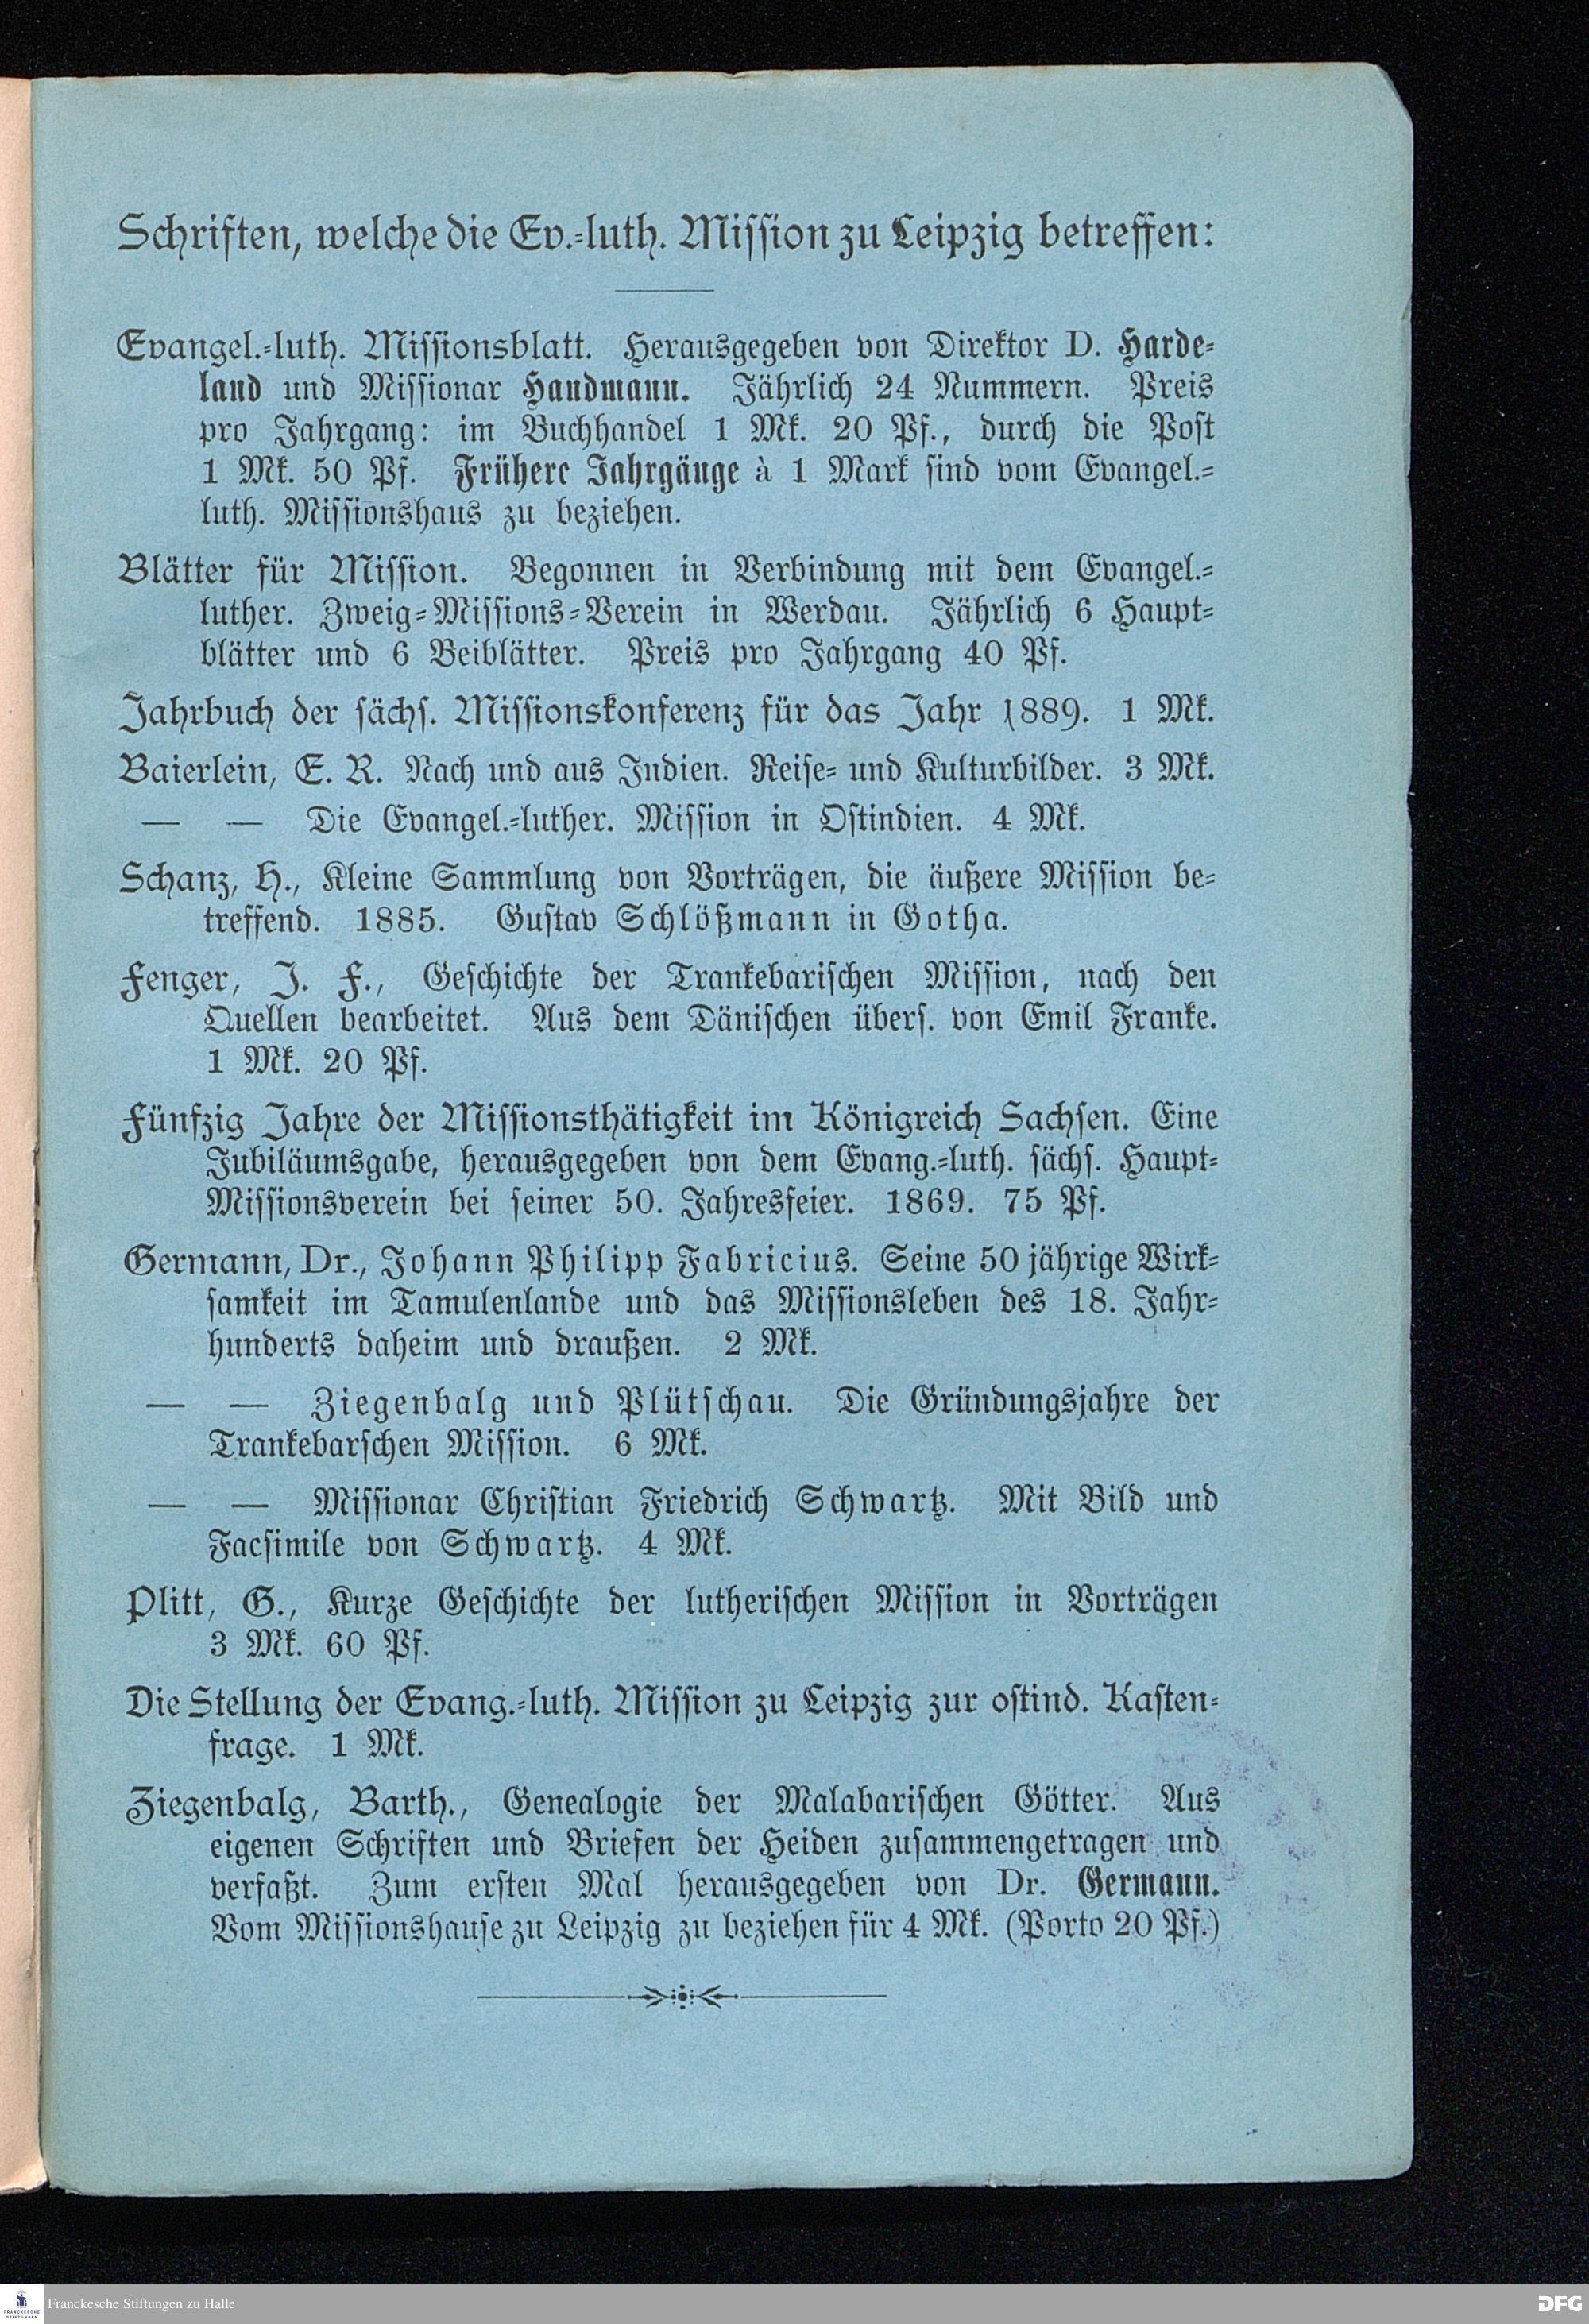 Schriften, welche die Ev.-luth. Mission zu Leipzig betreffen:
Evangel.-luth. Missionsblatt. Herausgegeben von Direktor D. Harde-
land und Missionar Handmann. Jährlich 24 Nummern. Preis
pro Jahrgang: im Buchhandel 1 Mk. 20 Pf., durch die Post
1 Mk. 50 Pf. Frühere Jahrgänge à 1 Mark sind vom Evangel.-
luth. Missionshaus zu beziehen.
Blätter für Mission. Begonnen in Verbindung mit dem Evangel.-
luther. Zweig-Missions-Verein in Werdau. Jährlich 6 Haupt-
blätter und 6 Beiblätter. Preis pro Jahrgang 40 Pf.
Jahrbuch der sächs. Missionskonferenz für das Jahr 1889. 1 Mk.
Baierlein, E. R. Nach und aus Indien. Reise- und Kulturbilder. 3 Mk.
— — Die Evangel.-luther. Mission in Ostindien. 4 Mk.
Schanz, H., Kleine Sammlung von Vorträgen, die äußere Mission be-
treffend. 1885. Gustav Schlößmann in Gotha.
Fenger, J. F., Geschichte der Trankebarischen Mission, nach den
Quellen bearbeitet. Aus dem Dänischen übers. von Emil Franke.
1 Mk. 20 Pf.
Fünfzig Jahre der Missionsthätigkeit im Königreich Sachsen. Eine
Jubiläumsgabe, herausgegeben von dem Evang.-luth. sächs. Haupt-
Missionsverein bei seiner 50. Jahresfeier. 1869. 75 Pf.
Germann, Dr., Johann Philipp Fabricius. Seine 50 jährige Wirk-
samkeit im Tamulenlande und das Missionsleben des 18. Jahr-
hunderts daheim und draußen. 2 Mk.
— — Ziegenbalg und Plütschau. Die Gründungsjahre der
Trankebarschen Mission. 6 Mk.
— — Missionar Christian Friedrich Schwartz. Mit Bild und
Facsimile von Schwartz. 4 Mk.
Plitt, G., Kurze Geschichte der lutherischen Mission in Vorträgen
3 Mk. 60 Pf.
Die Stellung der Evang.-luth. Mission zu Leipzig zur ostind. Kasten-
frage. 1 Mk.
Ziegenbalg, Barth., Genealogie der Malabarischen Götter. Aus
eigenen Schriften und Briefen der Heiden zusammengetragen und
verfaßt. Zum ersten Mal herausgegeben von Dr. Germann.
Vom Missionshause zu Leipzig zu beziehen für 4 Mk. (Porto 20 Pf.)
FRANCKESCHE
STIFTUNGEN
Franckesche Stiftungen zu Halle
DFG